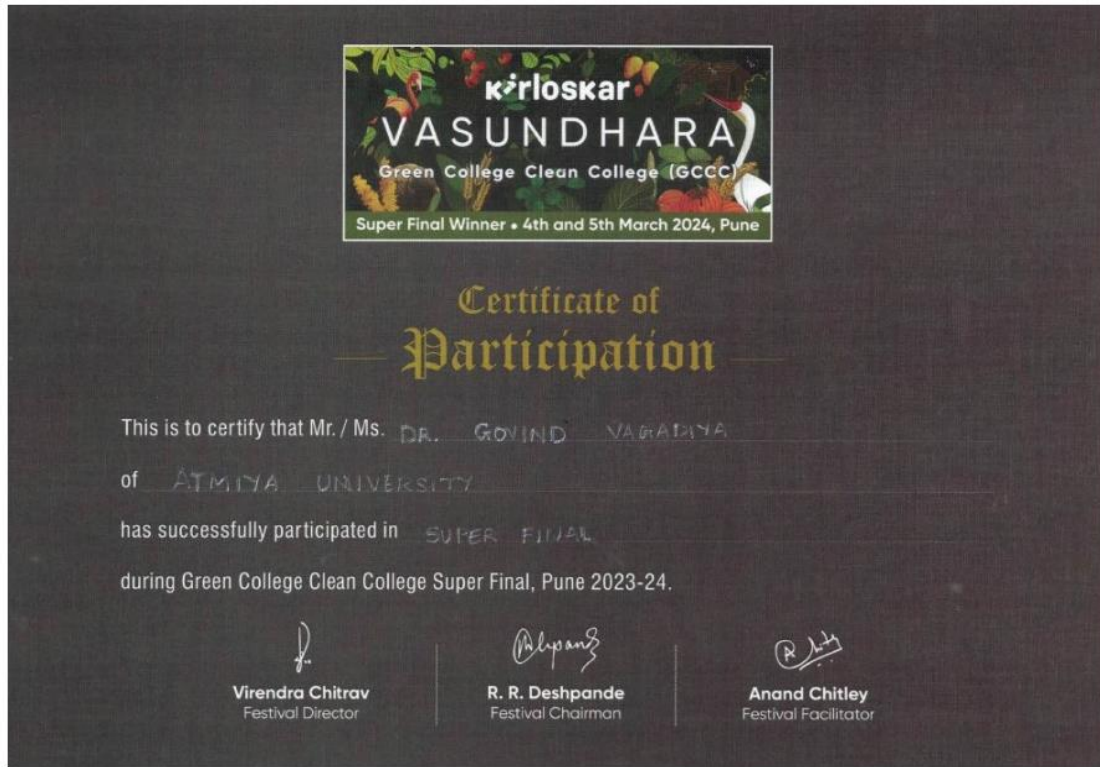 kirloskar
VASUNDHARA
Green College Clean College (GCCC)
Super Final Winner • 4th and 5th March 2024, Pune
Certificate of
Participation
This is to certify that Mr. / Ms. DR. GOVIND VAGADIYA
of ATMIYA UNIVERSITY
has successfully participated in SUPER FINAL
during Green College Clean College Super Final, Pune 2023-24.
Virendra Chitrav R. R. Deshpande Anand Chitley
Festival Director Festival Chairman Festival Facilitator